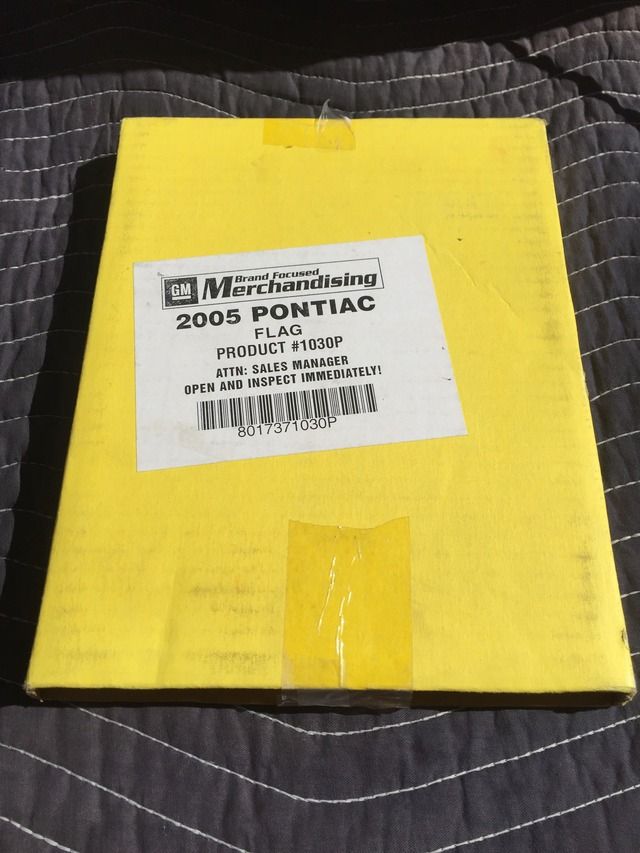 GM Brand Focused
Merchandising
2005 PONTIAC
FLAG
PRODUCT #1030P
ATTN: SALES MANAGER
OPEN AND INSPECT IMMEDIATELY!
8017371030P